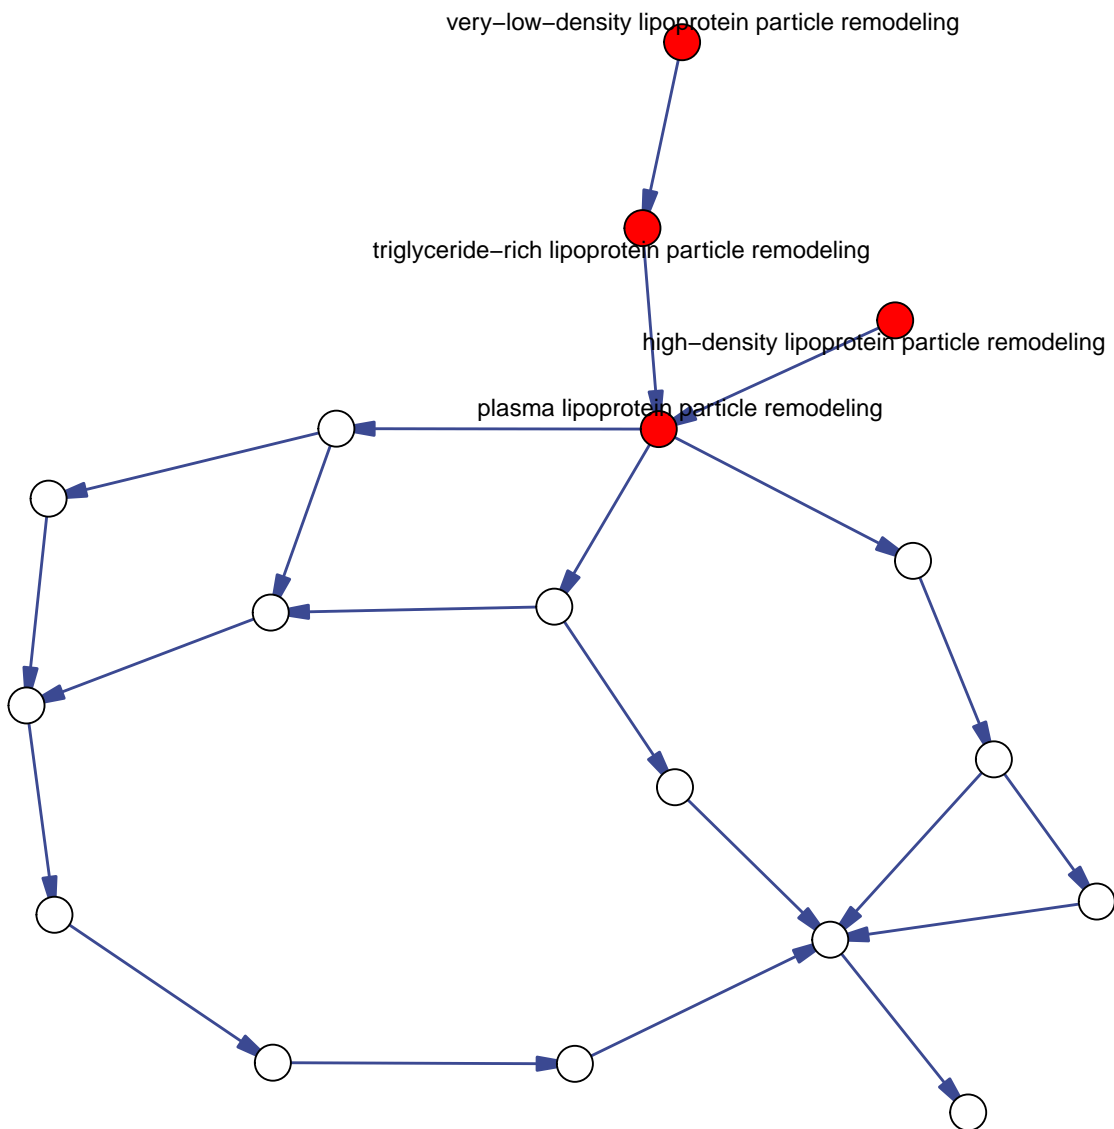 very−low−density lipoprotein particle remodeling
triglyceride−rich lipoprotein particle remodeling
high−density lipoprotein particle remodeling
plasma lipoprotein particle remodeling